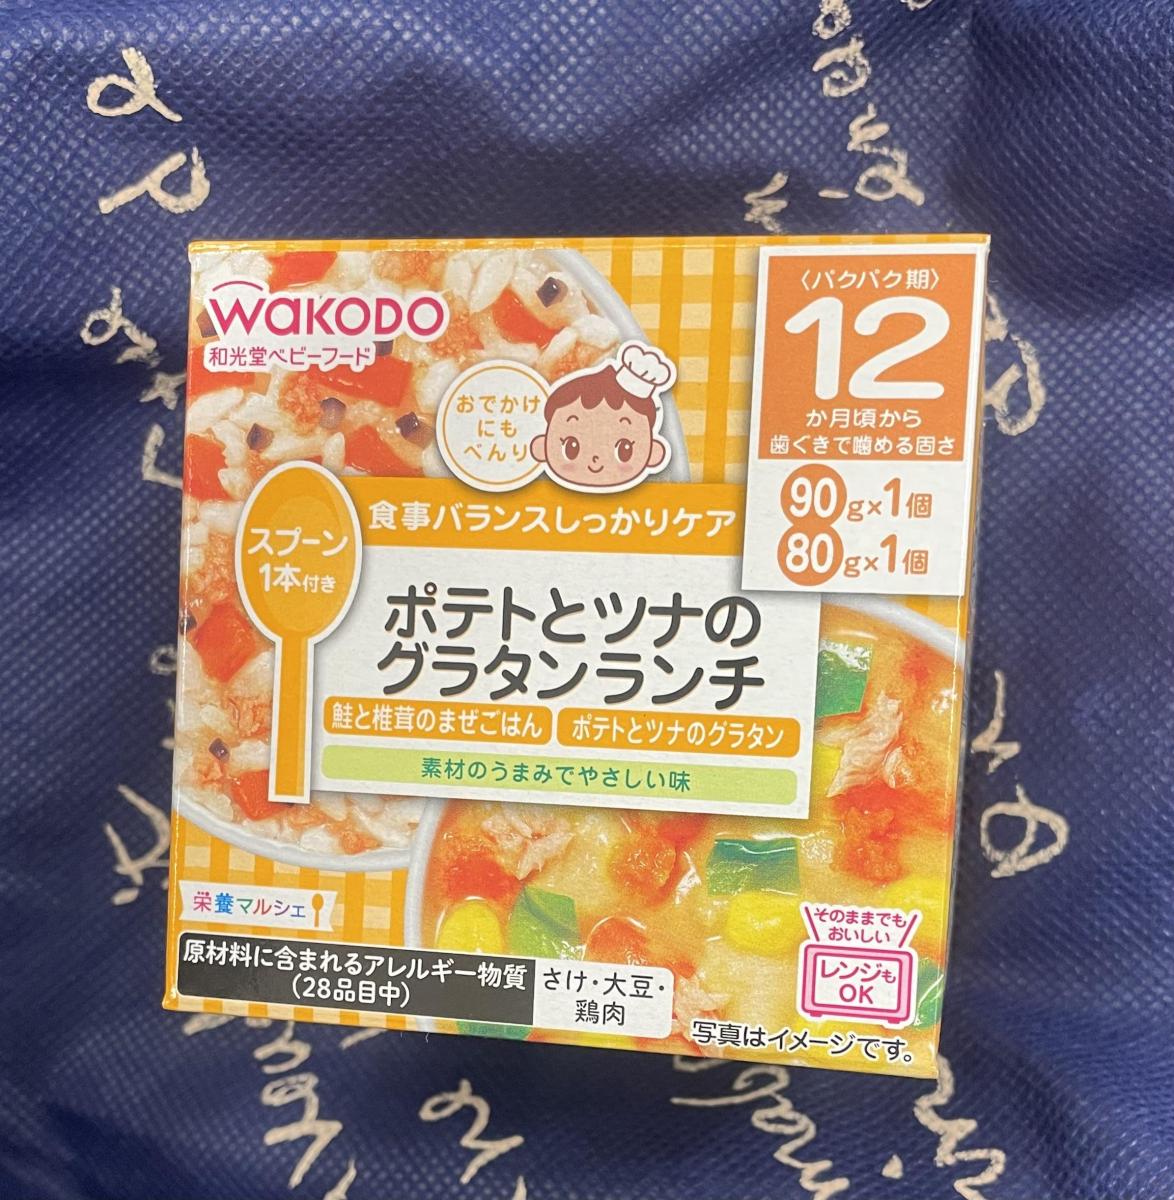 WAKODO
和光堂ベビーフード
おでかけ
にも
べんり
〈パクパク期〉
12
か月頃から
歯ぐきで噛める固さ
90g×1個
80g×1個
食事バランスしっかりケア
スプーン
1本付き
ポテトとツナの
グラタンランチ
鮭と椎茸のまぜごはん
ポテトとツナのグラタン
素材のうまみでやさしい味
栄養マルシェ
原材料に含まれるアレルギー物質
(28品目中)
さけ・大豆・
鶏肉
そのままでも
おいしい
レンジも
OK
写真はイメージです。